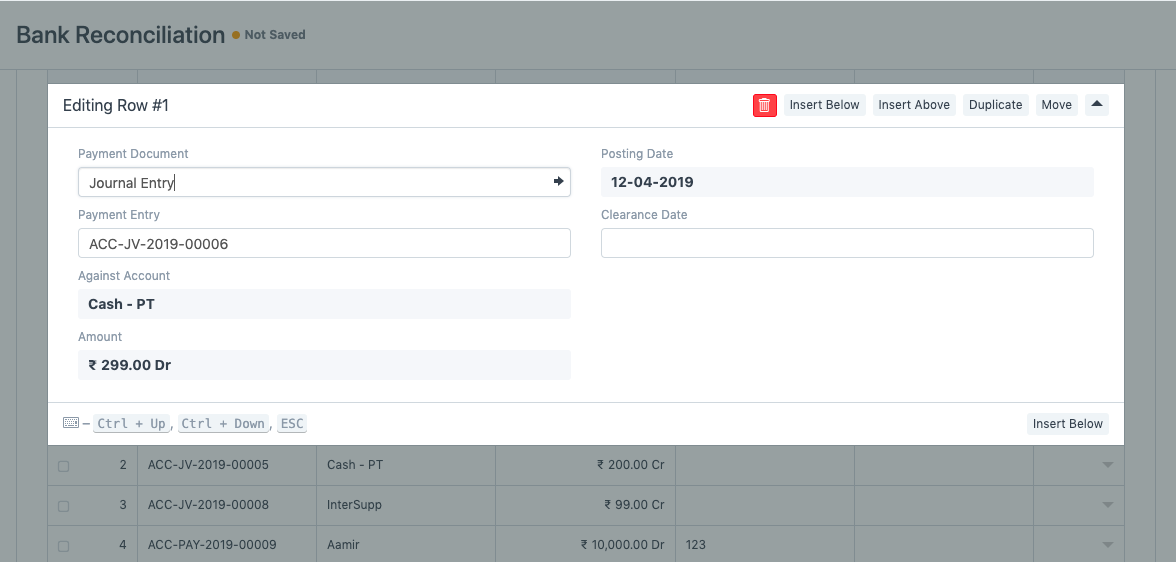 Bank Reconciliation Not Saved
Editing Row #1 Insert Below Insert Above Duplicate Move
Payment Document Posting Date
Journal Entry 12-04-2019
Payment Entry Clearance Date
ACC-JV-2019-00006
Against Account
Cash - PT
Amount
₹ 299.00 Dr
– Ctrl + Up, Ctrl + Down, ESC Insert Below
2 ACC-JV-2019-00005 Cash - PT ₹ 200.00 Cr
3 ACC-JV-2019-00008 InterSupp ₹ 99.00 Cr
4 ACC-PAY-2019-00009 Aamir ₹ 10,000.00 Dr 123